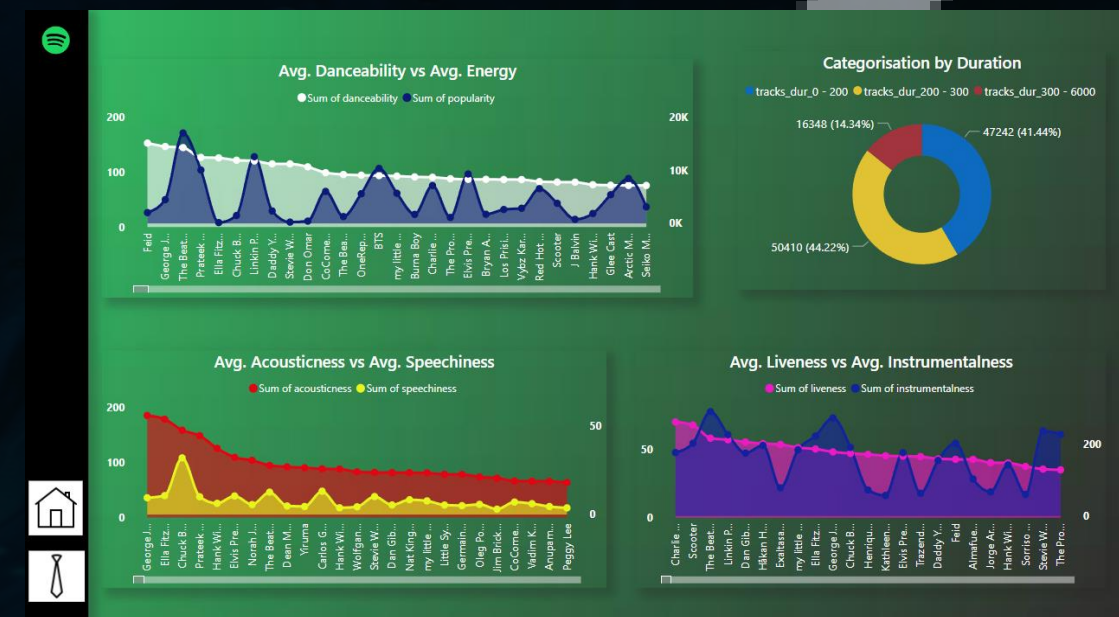 Avg. Danceability vs Avg. Energy
Sum of danceability Sum of popularity
200
100
0
20K
10K
0K
Feid
George J...
The Beat...
Prateek ...
Ella Fitz...
Chuck B...
Linkin P...
Daddy Y...
Stevie W...
Don Omar
CoCome...
The Bea...
OneRep...
BTS
my little ...
Burna Boy
Charlie ...
The Pro...
Elvis Pre...
Bryan A...
Los Prisi...
Vybz Kar...
Red Hot ...
Scooter
J Balvin
Hank Wi...
Glee Cast
Arctic M...
Seiko M...
Categorisation by Duration
tracks_dur_0 - 200 tracks_dur_200 - 300 tracks_dur_300 - 6000
16348 (14.34%)
47242 (41.44%)
50410 (44.22%)
Avg. Acousticness vs Avg. Speechiness
Sum of acousticness Sum of speechiness
200
100
0
50
0
George J...
Ella Fitz...
Chuck B...
Prateek ...
Hank Wi...
Elvis Pre...
Norah J...
The Beat...
Dean M...
Yiruma
Carlos G...
Hank Wi...
Wolfgan...
Stevie W...
Dan Gib...
Nat King...
my little ...
Little Sy...
Germain...
Oleg Po...
Jim Brick...
CoCome...
Vadim K...
Anupam...
Peggy Lee
Avg. Liveness vs Avg. Instrumentalness
Sum of liveness Sum of instrumentalness
50
0
200
0
Charlie ...
Scooter
The Beat...
Linkin P...
Dan Gib...
Håkan H...
Exaltasa...
my little ...
Ella Fitz...
George J...
Chuck B...
Henriqu...
Kathleen...
Elvis Pre...
Trazend...
Daddy Y...
Feid
Aimafue...
Jorge Ar...
Hank Wi...
Sorriso ...
Stevie W...
The Pro...